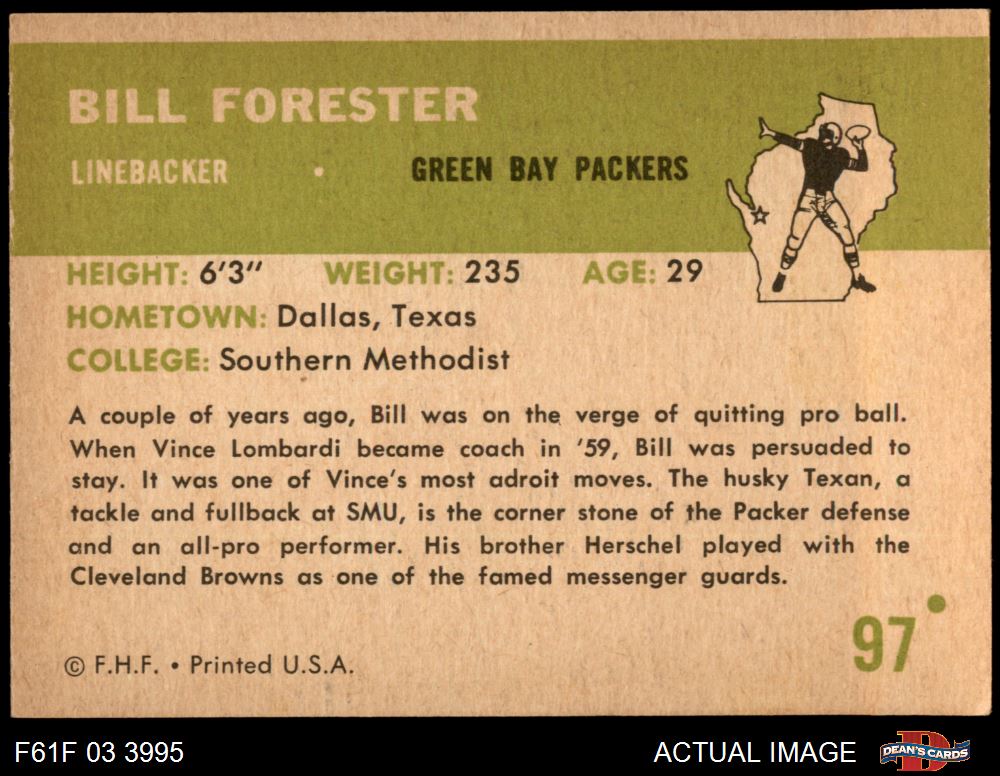 BILL FORESTER
LINEBACKER • GREEN BAY PACKERS
HEIGHT: 6'3" WEIGHT: 235 AGE: 29
HOMETOWN: Dallas, Texas
COLLEGE: Southern Methodist
A couple of years ago, Bill was on the verge of quitting pro ball.
When Vince Lombardi became coach in '59, Bill was persuaded to
stay. It was one of Vince's most adroit moves. The husky Texan, a
tackle and fullback at SMU, is the corner stone of the Packer defense
and an all-pro performer. His brother Herschel played with the
Cleveland Browns as one of the famed messenger guards.
97
© F.H.F. • Printed U.S.A.
F61F 03 3995 ACTUAL IMAGE D DEAN'S CARDS